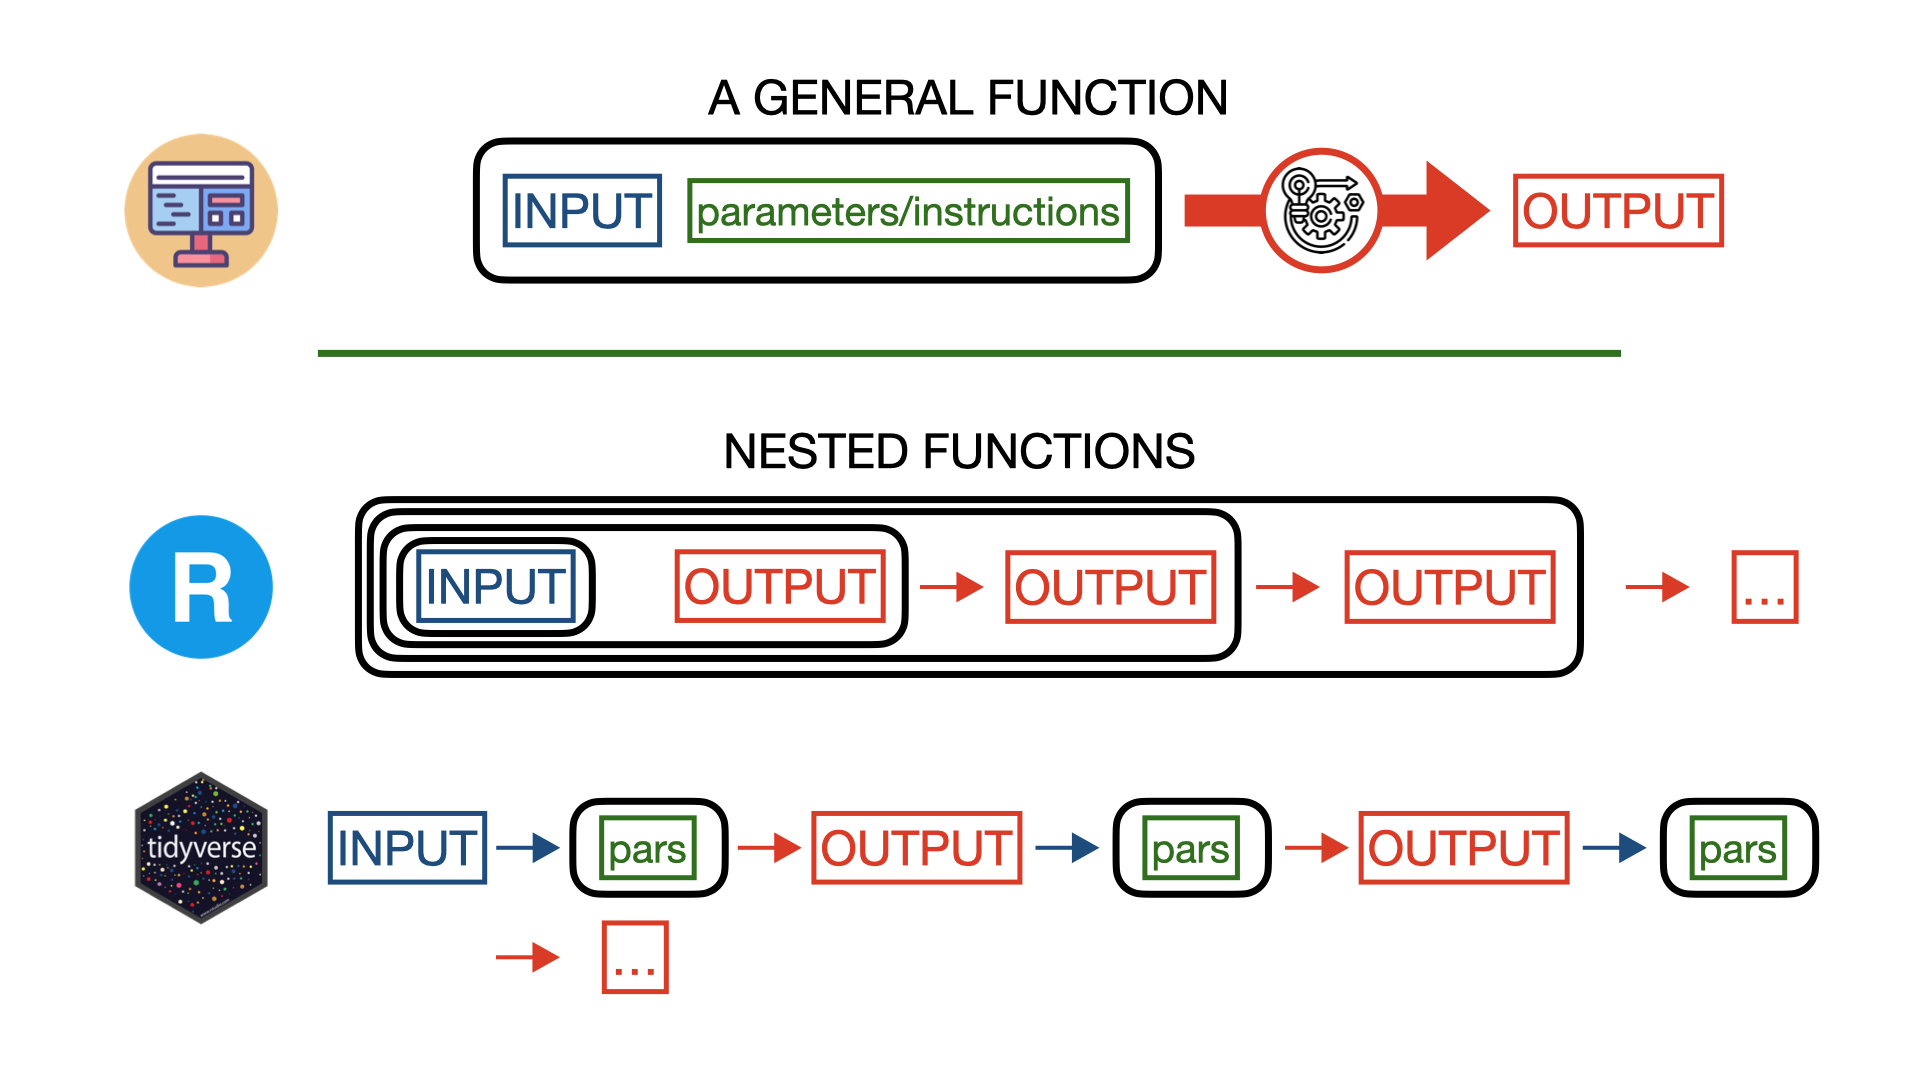 A GENERAL FUNCTION
INPUT parameters/instructions OUTPUT
NESTED FUNCTIONS
R INPUT OUTPUT OUTPUT OUTPUT ...
tidyverse INPUT pars OUTPUT pars OUTPUT pars
...